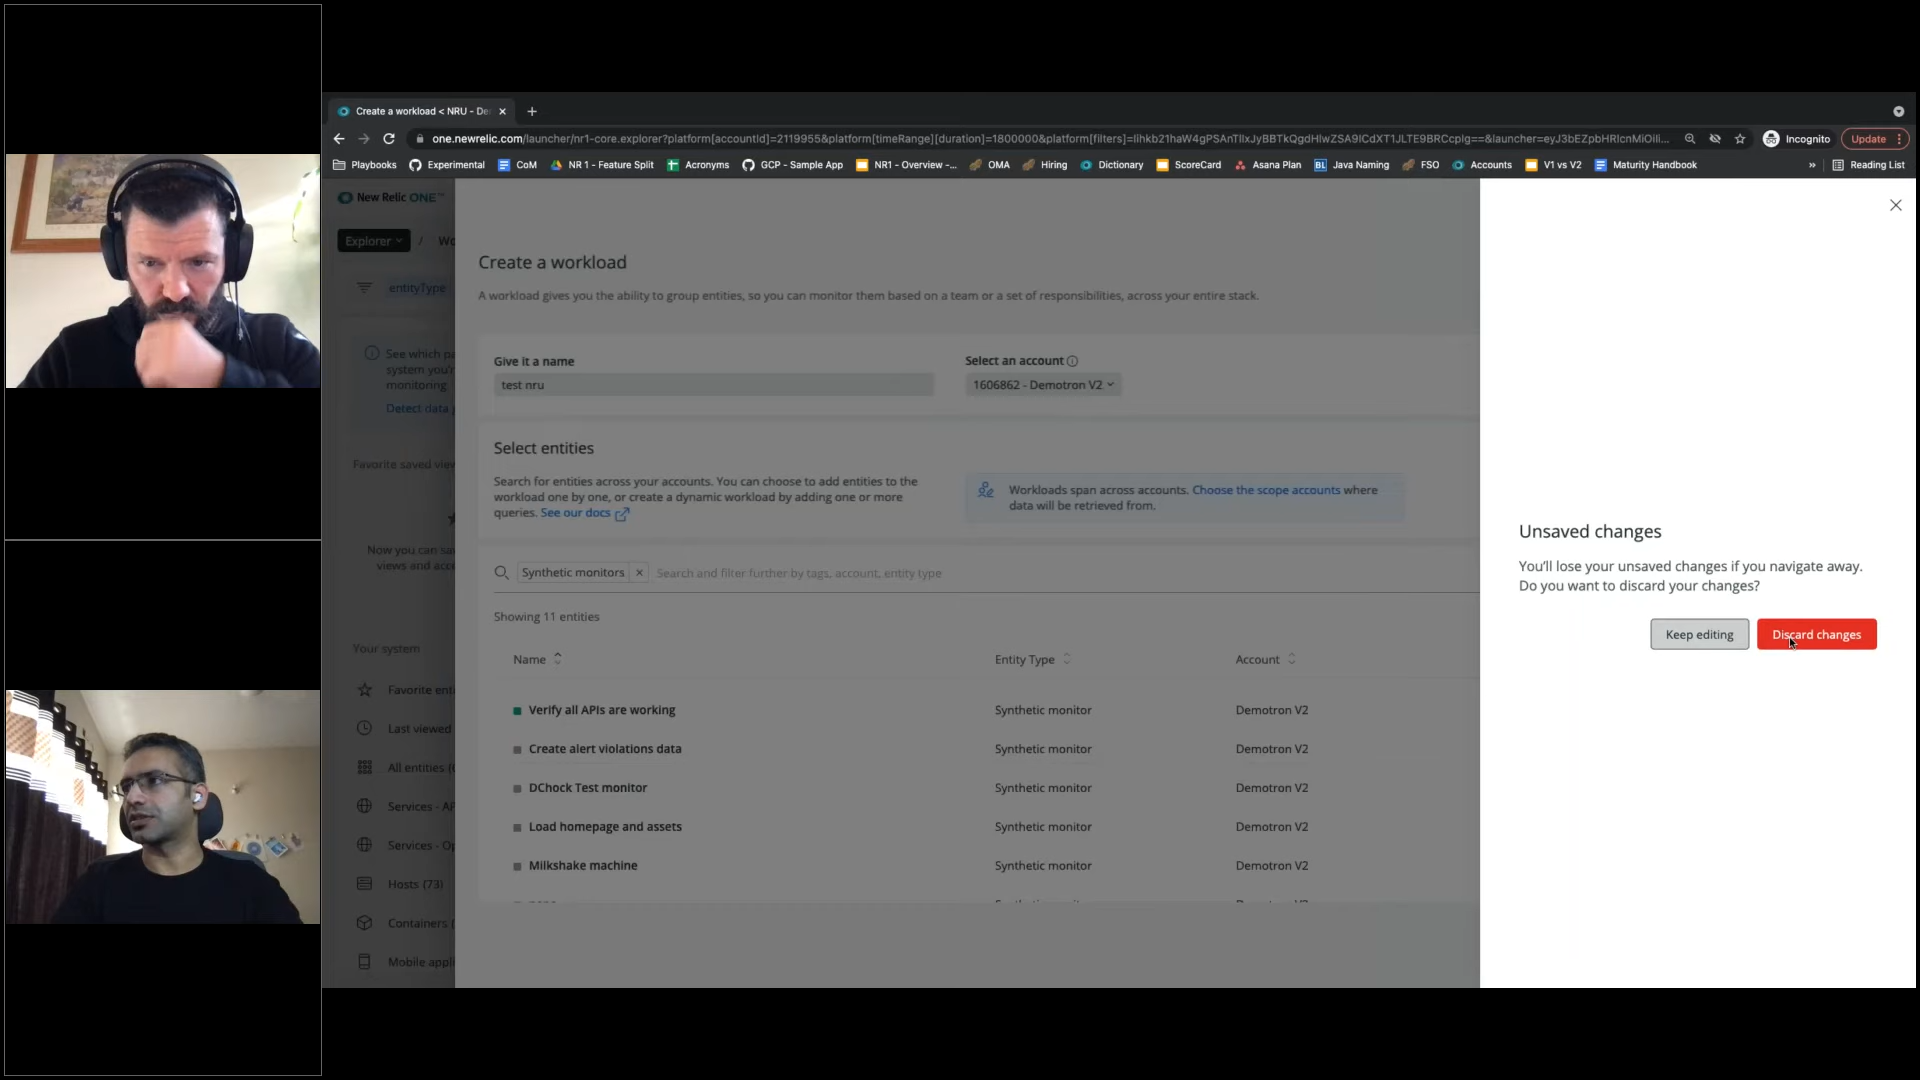 Create a workload < NRU - De
one.newrelic.com/launcher/nr1-core.explorer?platform[accountId]=2119955&platform[timeRange][duration]=1800000&platform[filters]=
Incognito
Update
Playbooks
Experimental
CoM
NR 1 - Feature Split
Acronyms
GCP - Sample App
NR1 - Overview -...
OMA
Hiring
Dictionary
ScoreCard
Asana Plan
Java Naming
FSO
Accounts
V1 vs V2
Maturity Handbook
»
Reading List
New Relic ONE™
Explorer
/
Wo
entityType
See which pa
system you'r
monitoring
Detect data
Favorite saved view
Now you can sav
views and acce
Your system
Favorite enti
Last viewed
All entities (
Services - AP
Services - Op
Hosts (73)
Containers (
Mobile appli
Create a workload
A workload gives you the ability to group entities, so you can monitor them based on a team or a set of responsibilities, across your entire stack.
Give it a name
Select an account
test nru
1606862 - Demotron V2
Select entities
Search for entities across your accounts. You can choose to add entities to the
workload one by one, or create a dynamic workload by adding one or more
queries. See our docs
Workloads span across accounts. Choose the scope accounts where
data will be retrieved from.
Synthetic monitors
Search and filter further by tags, account, entity type
Showing 11 entities
Name
Entity Type
Account
Verify all APIs are working
Synthetic monitor
Demotron V2
Create alert violations data
Synthetic monitor
Demotron V2
DChock Test monitor
Synthetic monitor
Demotron V2
Load homepage and assets
Synthetic monitor
Demotron V2
Milkshake machine
Synthetic monitor
Demotron V2
Unsaved changes
You'll lose your unsaved changes if you navigate away.
Do you want to discard your changes?
Keep editing
Discard changes